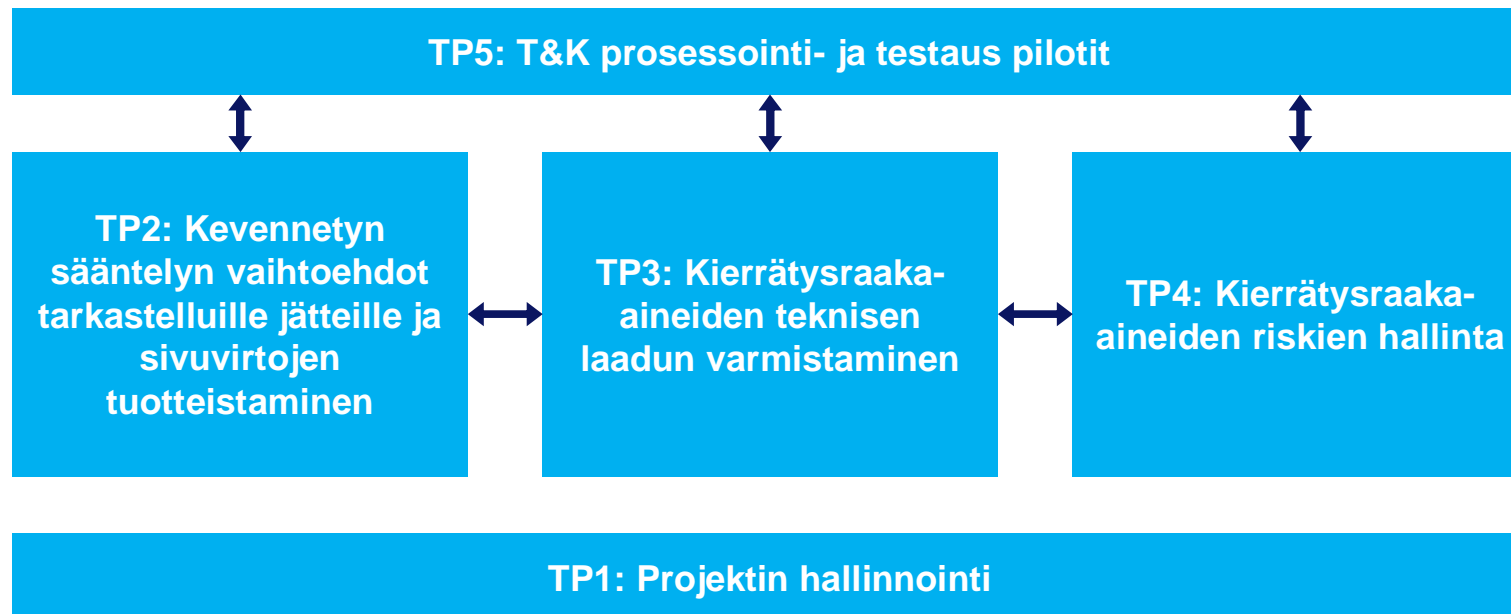 TP5: T&K prosessointi- ja testaus pilotit
TP2: Kevennetyn
sääntelyn vaihtoehdot
tarkastelluille jätteille ja
sivuvirtojen
tuotteistaminen
TP3: Kierrätysraaka-
aineiden teknisen
laadun varmistaminen
TP4: Kierrätysraaka-
aineiden riskien hallinta
TP1: Projektin hallinnointi